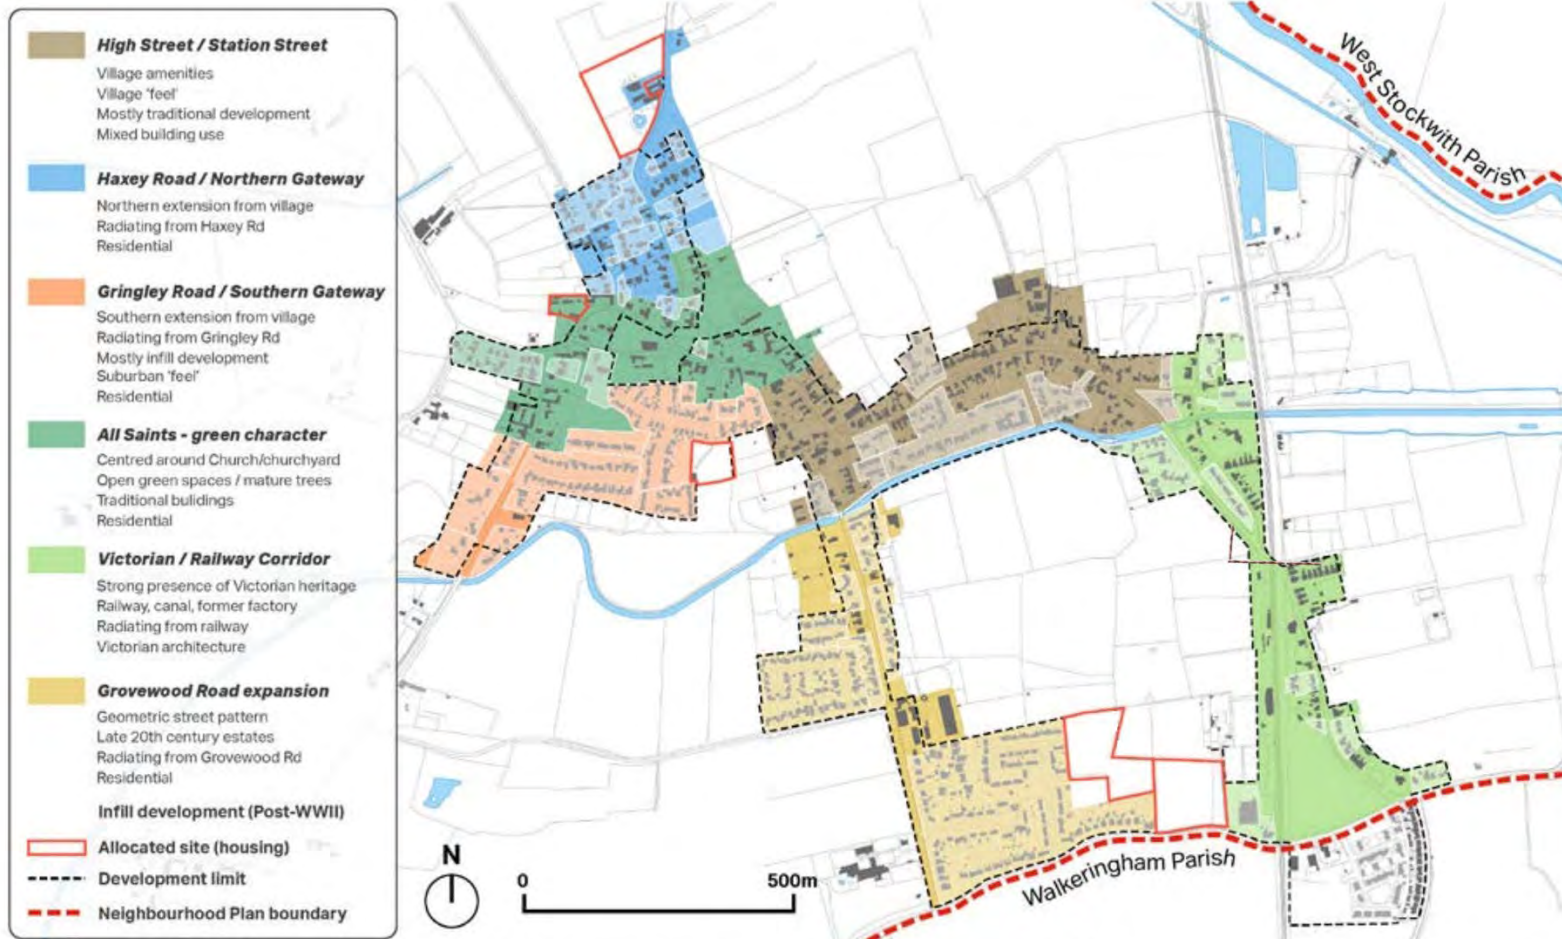 High Street / Station Street
Village amenities
Village 'feel'
Mostly traditional development
Mixed building use
Haxey Road / Northern Gateway
Northern extension from village
Radiating from Haxey Rd
Residential
Gringley Road / Southern Gateway
Southern extension from village
Radiating from Gringley Rd
Mostly infill development
Suburban 'feel'
Residential
All Saints - green character
Centred around Church/churchyard
Open green spaces / mature trees
Traditional bulidings
Residential
Victorian / Railway Corridor
Strong presence of Victorian heritage
Railway, canal, former factory
Radiating from railway
Victorian architecture
Grovewood Road expansion
Geometric street pattern
Late 20th century estates
Radiating from Grovewood Rd
Residential
Infill development (Post-WWII)
Allocated site (housing)
Development limit
Neighbourhood Plan boundary
N
0 500m
West Stockwith Parish
Walkeringham Parish